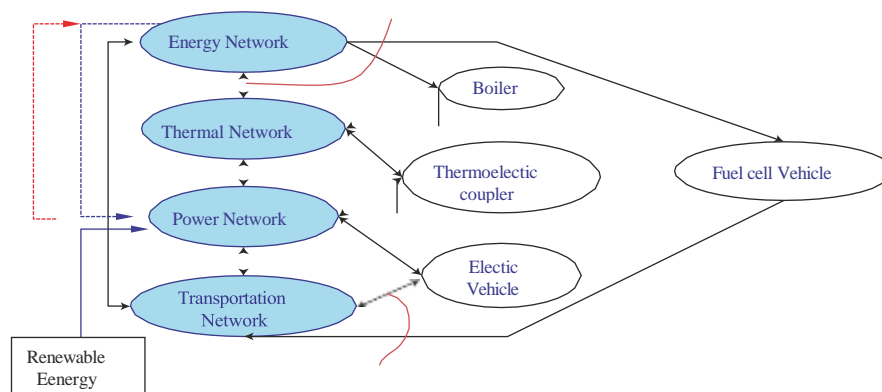 Energy Network
Boiler
Thermal Network
Thermoelectic
coupler
Fuel cell Vehicle
Power Network
Electic
Vehicle
Transportation
Network
Renewable
Eenergy